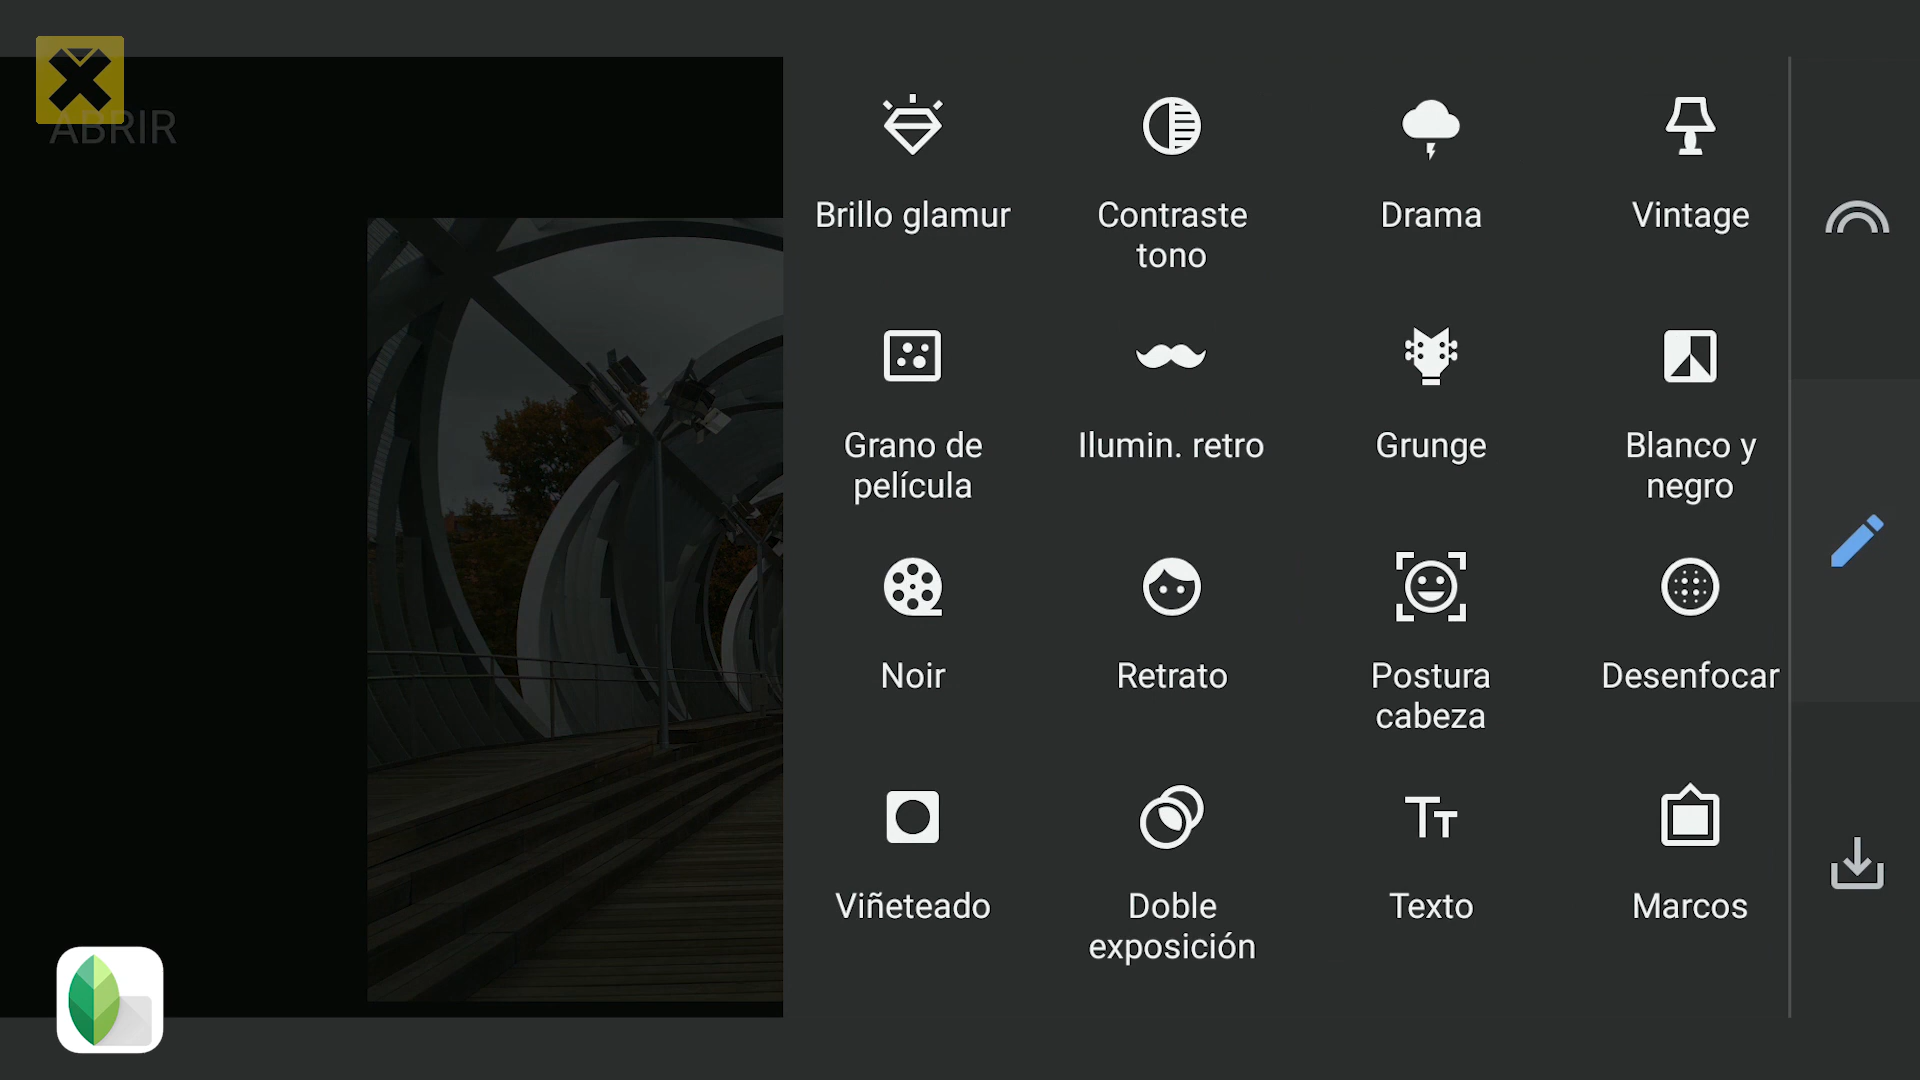 ABRIR
Brillo glamur
Contraste
tono
Drama
Vintage
Grano de
película
Ilumin. retro
Grunge
Blanco y
negro
Noir
Retrato
Postura
cabeza
Desenfocar
Viñeteado
Doble
exposición
Texto
Marcos